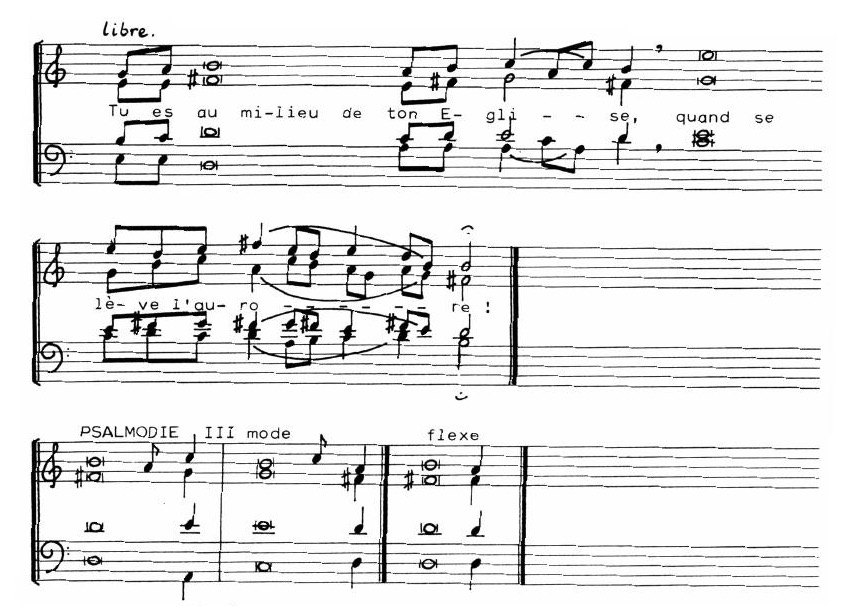 libre.
Tu es au mi-lieu de ton E- gli - - se, quand se
lè- ve l'au- ro - - - - - - re !
PSALMODIE III mode flexe